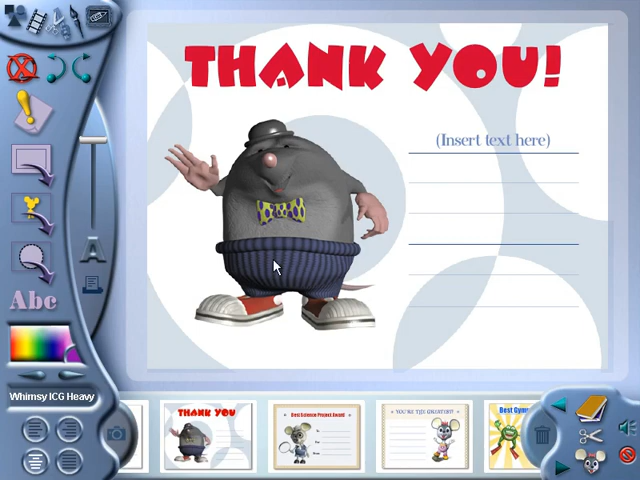 THANK YOU!
(Insert text here)
A
Abc
Whimsy ICG Heavy
THANK YOU
Best Science Project Award
YOU'RE THE GREATEST!
Best Gym